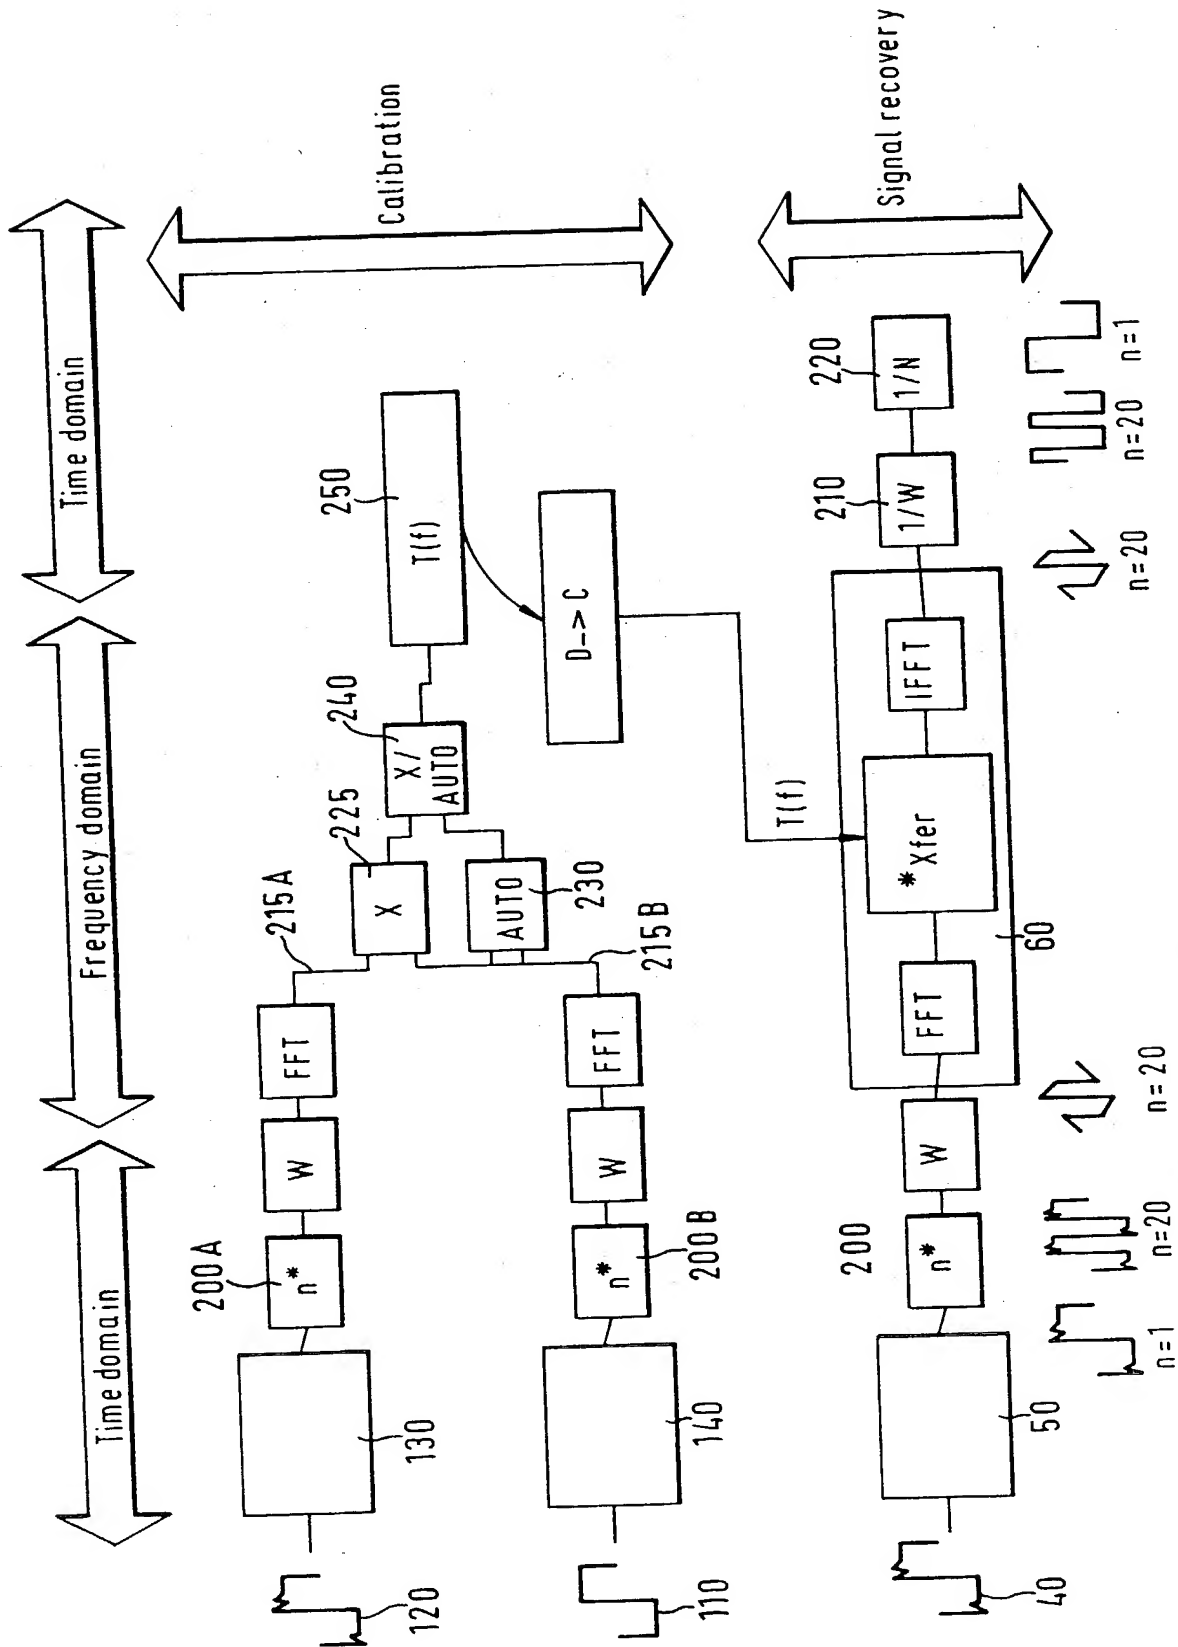 Time domain
Frequency domain
Time domain
Calibration
Signal recovery
120
130
200A
n*
W
FFT
215A
X
225
X/
AUTO
240
T(f)
250
110
140
200B
n*
W
FFT
215B
AUTO
230
D–>C
T(f)
40
50
200
n*
W
FFT
60
*Xfer
IFFT
210
1/W
220
1/N
n=1
n=20
n=20
n=20
n=20
n=1